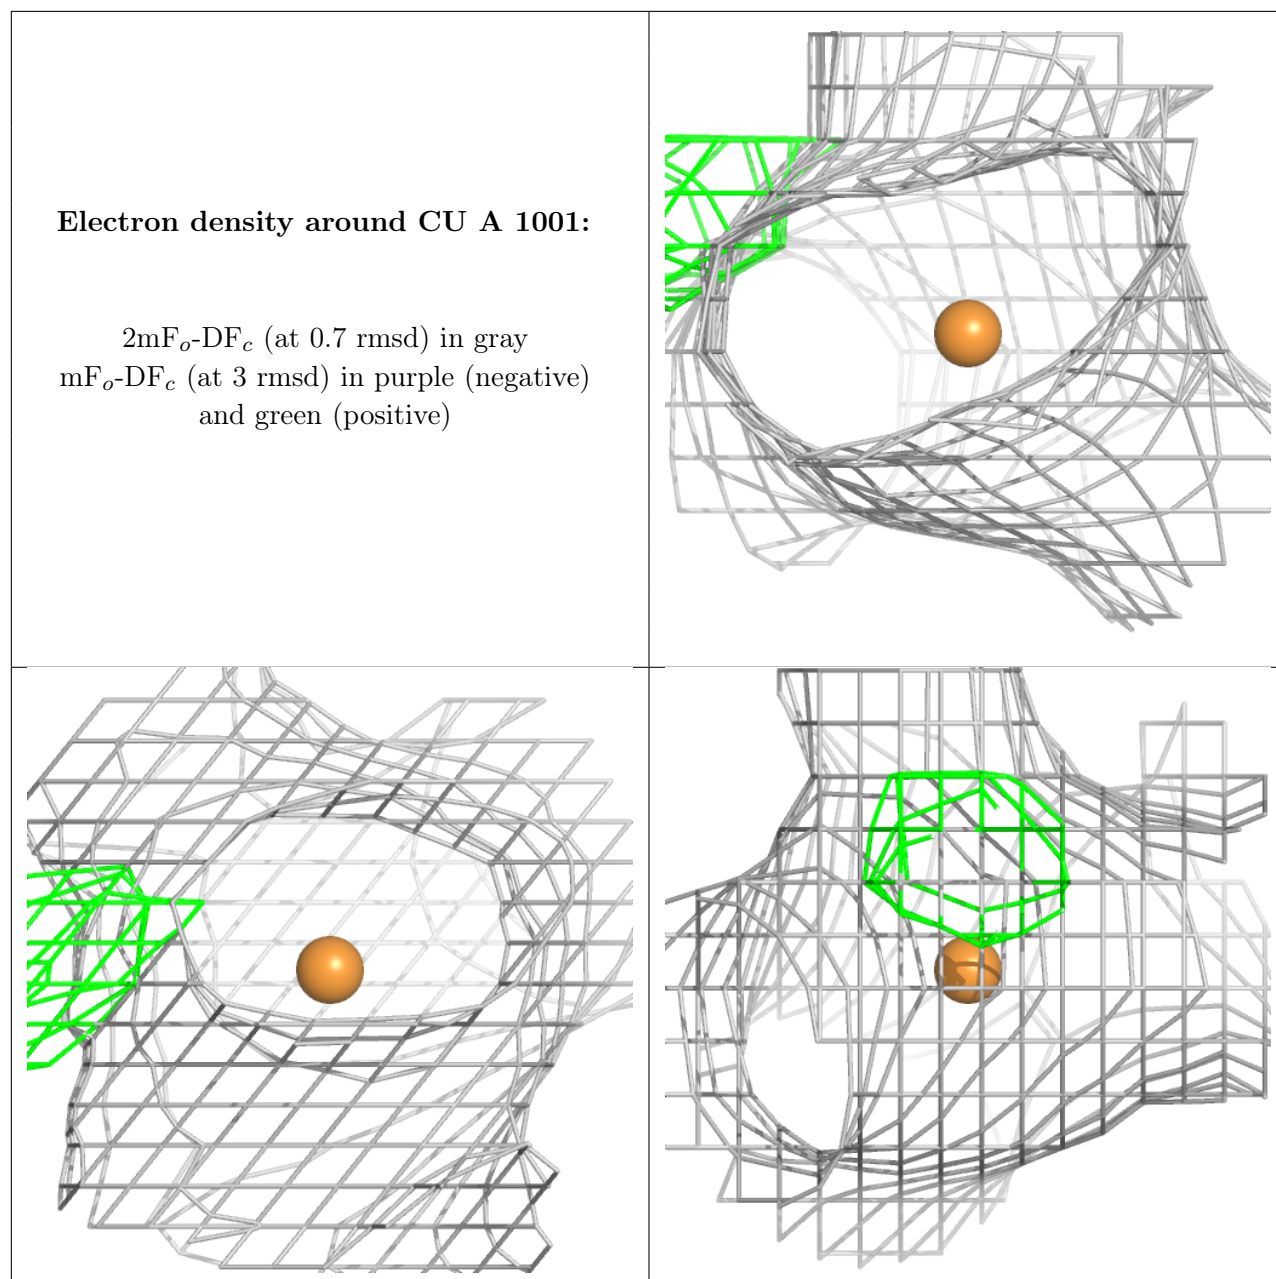 Electron density around CU A 1001:
2mFo-DFc (at 0.7 rmsd) in gray
mFo-DFc (at 3 rmsd) in purple (negative)
and green (positive)